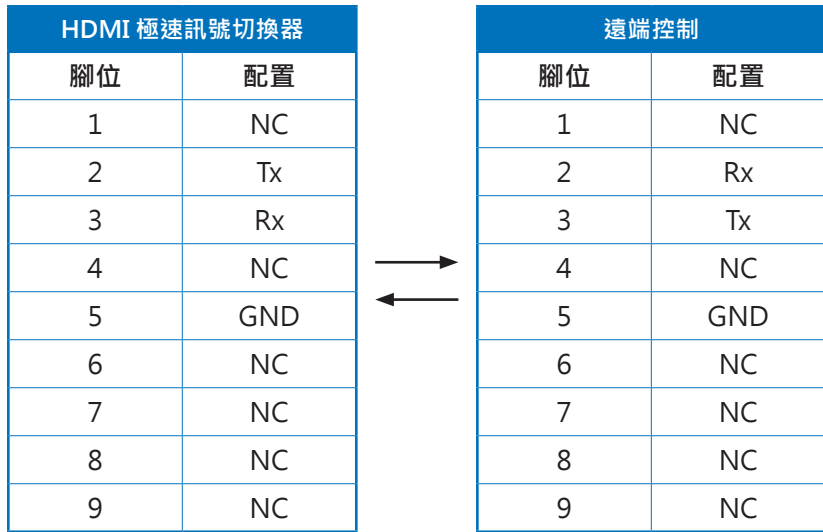 HDMI 極速訊號切換器 遠端控制
腳位 配置 腳位 配置
1 NC 1 NC
2 Tx 2 Rx
3 Rx 3 Tx
4 NC 4 NC
5 GND 5 GND
6 NC 6 NC
7 NC 7 NC
8 NC 8 NC
9 NC 9 NC